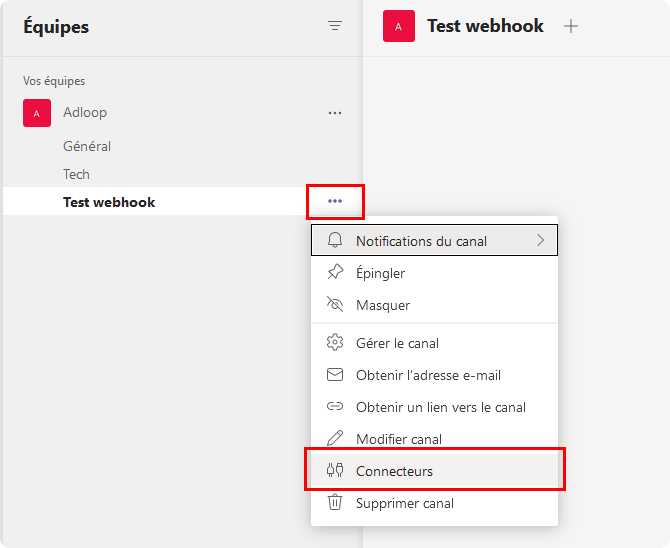 Équipes
Vos équipes
A Adloop
Général
Tech
Test webhook
A Test webhook
Notifications du canal
Épingler
Masquer
Gérer le canal
Obtenir l'adresse e-mail
Obtenir un lien vers le canal
Modifier canal
Connecteurs
Supprimer canal